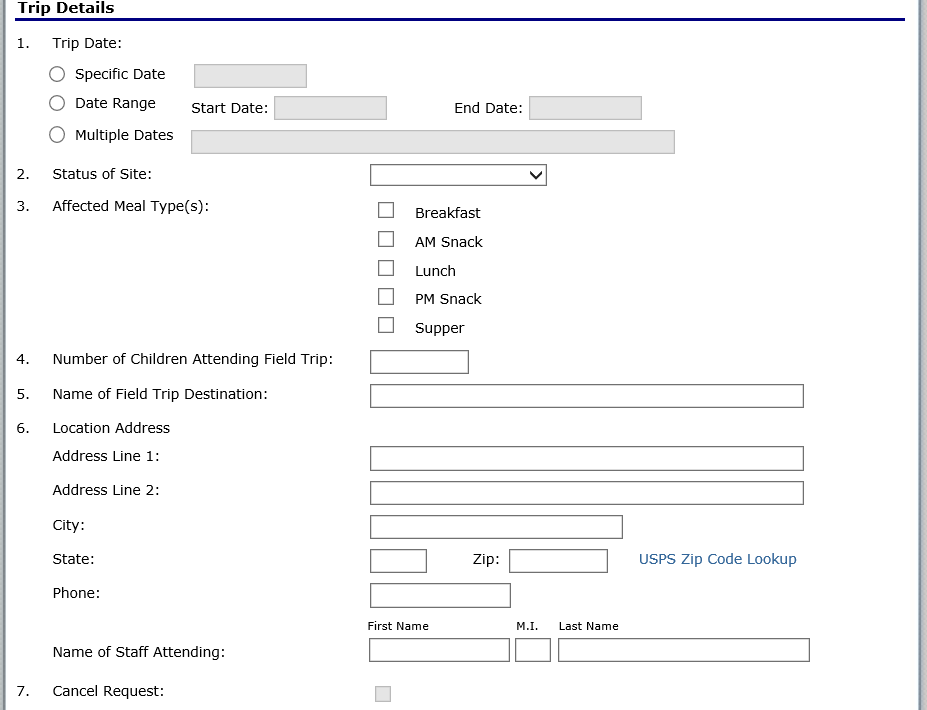 Trip Details
1. Trip Date:
Specific Date
Date Range Start Date: End Date:
Multiple Dates
2. Status of Site:
3. Affected Meal Type(s):
Breakfast
AM Snack
Lunch
PM Snack
Supper
4. Number of Children Attending Field Trip:
5. Name of Field Trip Destination:
6. Location Address
Address Line 1:
Address Line 2:
City:
State: Zip: USPS Zip Code Lookup
Phone:
First Name M.I. Last Name
Name of Staff Attending:
7. Cancel Request: